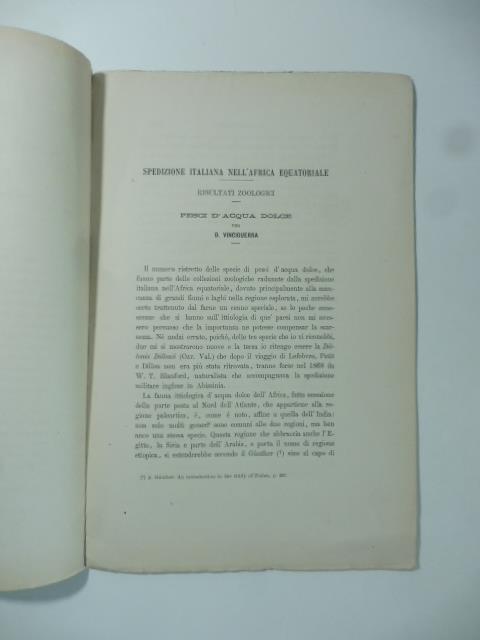 SPEDIZIONE ITALIANA NELL'AFRICA EQUATORIALE
RISULTATI ZOOLOGICI
PESCI D'ACQUA DOLCE
PER
D. VINCIGUERRA
Il numero ristretto delle specie di pesci d'acqua dolce, che
fanno parte delle collezioni zoologiche radunate dalla spedizione
italiana nell'Africa equatoriale, dovuto principalmente alla man-
canza di grandi fiumi e laghi nella regione esplorata, mi avrebbe
certo trattenuto dal farne un cenno speciale, se le poche cono-
scenze che si hanno sull'ittiologia di que' paesi non mi aves-
sero persuaso che la importanza ne potesse compensar la scar-
sezza. Nè andai errato, poichè, delle tre specie che io vi rinvenni,
due mi si mostrarono nuove e la terza io ritengo essere la
Dillonii (Cuv. Val.) che dopo il viaggio di Lefebvre, Petit
e Dillon non era più stata ritrovata, tranne forse nel 1868 da
W. T. Blanford, naturalista che accompagnava la spedizione
militare inglese in Abissinia.
La fauna ittiologica d'acqua dolce dell'Africa, fatta eccezione
della parte posta al Nord dell'Atlante, che appartiene alla re-
gione paleartica, è, come è noto, affine a quella dell'India:
non solo molti generi sono comuni alle due regioni, ma ben
anco una stessa specie. Questa regione che abbraccia anche l'E-
gitto, la Siria e parte dell'Arabia, e porta il nome di regione
etiopica, si estenderebbe secondo il Günther (¹) sino al capo di
(¹) A. Günther. An introduction to the study of Fishes, p.